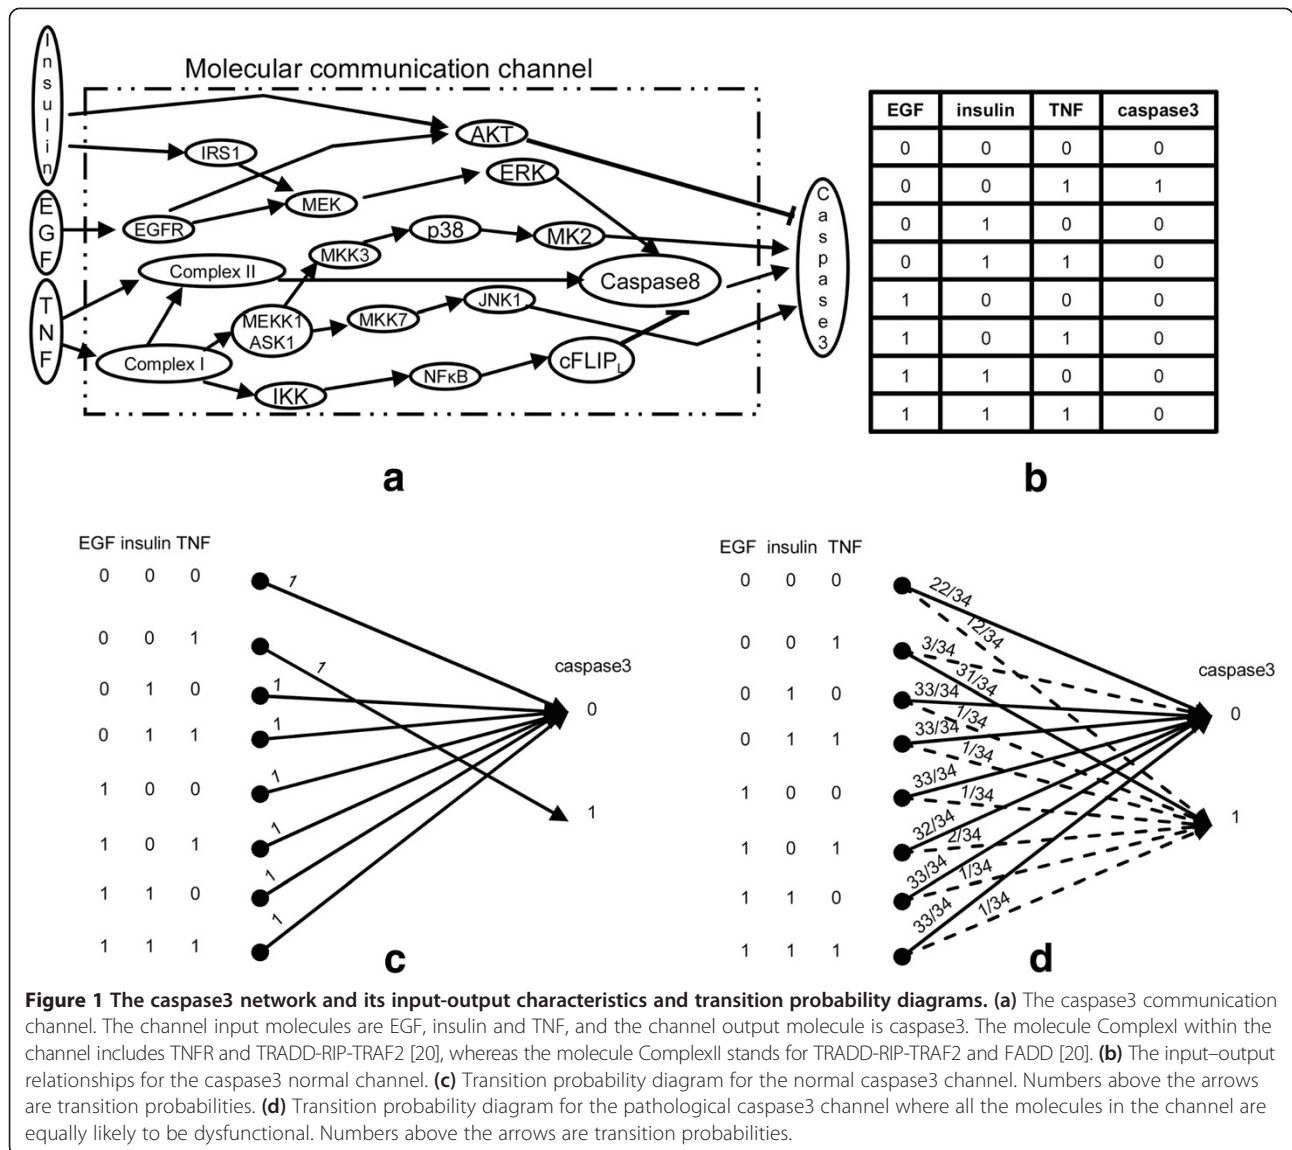 Insulin
EGF
TNF
Molecular communication channel
AKT
IRS1
ERK
MEK
EGFR
p38
MK2
MKK3
Complex II
Caspase8
JNK1
MEKK1
ASK1
MKK7
Complex I
cFLIPL
NFκB
IKK
Caspase3
a
EGF insulin TNF caspase3
0 0 0 0
0 0 1 1
0 1 0 0
0 1 1 0
1 0 0 0
1 0 1 0
1 1 0 0
1 1 1 0
b
EGF insulin TNF
0 0 0
0 0 1
0 1 0
0 1 1
1 0 0
1 0 1
1 1 0
1 1 1
1
1
1
1
1
1
1
1
caspase3
0
1
c
EGF insulin TNF
0 0 0
0 0 1
0 1 0
0 1 1
1 0 0
1 0 1
1 1 0
1 1 1
22/34
12/34
3/34
31/34
33/34
1/34
33/34
1/34
33/34
1/34
32/34
2/34
33/34
1/34
33/34
1/34
caspase3
0
1
d
Figure 1 The caspase3 network and its input-output characteristics and transition probability diagrams. (a) The caspase3 communication
channel. The channel input molecules are EGF, insulin and TNF, and the channel output molecule is caspase3. The molecule ComplexI within the
channel includes TNFR and TRADD-RIP-TRAF2 [20], whereas the molecule ComplexII stands for TRADD-RIP-TRAF2 and FADD [20]. (b) The input–output
relationships for the caspase3 normal channel. (c) Transition probability diagram for the normal caspase3 channel. Numbers above the arrows
are transition probabilities. (d) Transition probability diagram for the pathological caspase3 channel where all the molecules in the channel are
equally likely to be dysfunctional. Numbers above the arrows are transition probabilities.